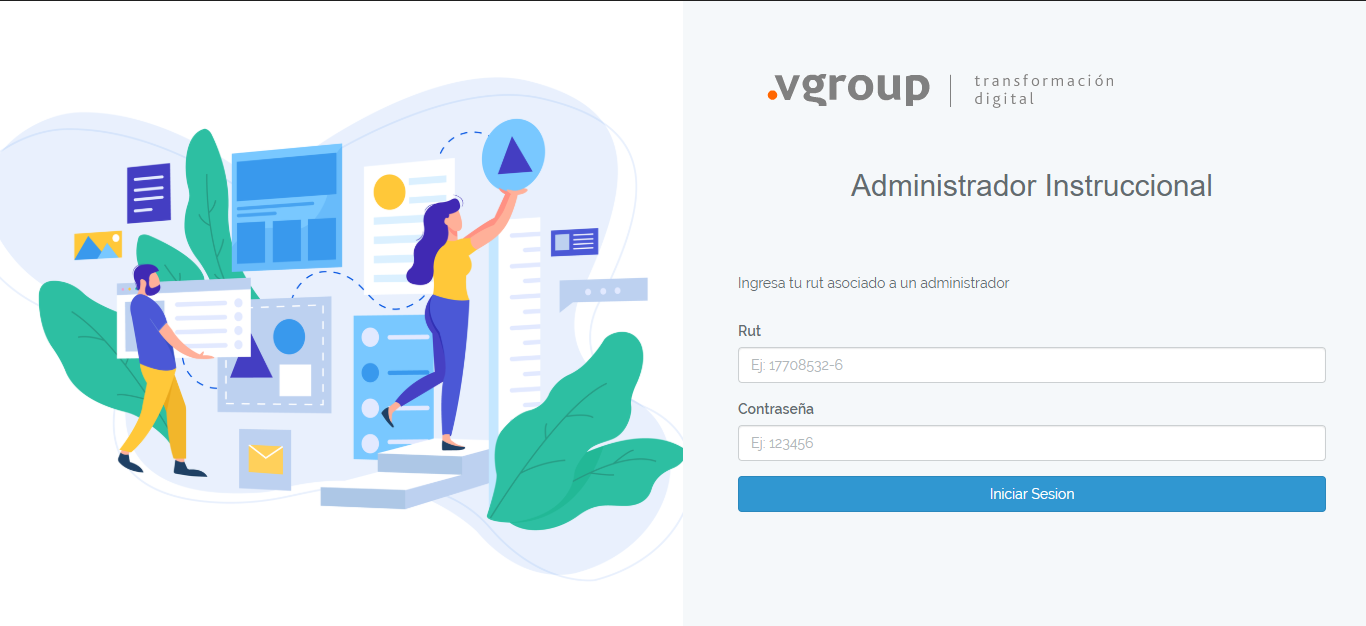 .vgroup
transformación
digital
Administrador Instruccional
Ingresa tu rut asociado a un administrador
Rut
Ej: 17708532-6
Contraseña
Ej: 123456
Iniciar Sesion